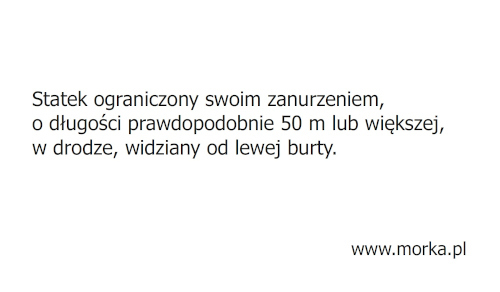 Statek ograniczony swoim zanurzeniem,
o długości prawdopodobnie 50 m lub większej,
w drodze, widziany od lewej burty.
www.morka.pl